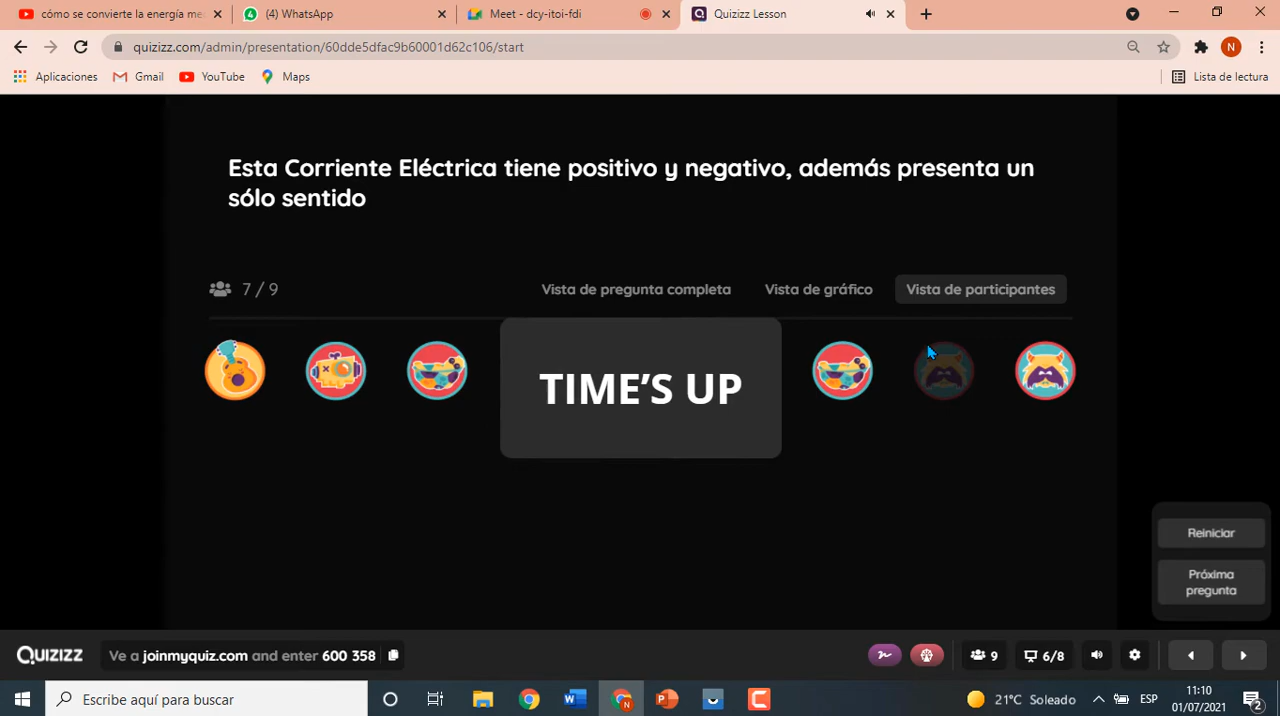 cómo se convierte la energía me
(4) WhatsApp
Meet - dcy-itoi-fdi
Quizizz Lesson
quizizz.com/admin/presentation/60dde5dfac9b60001d62c106/start
N
Aplicaciones
Gmail
YouTube
Maps
Lista de lectura
Esta Corriente Eléctrica tiene positivo y negativo, además presenta un
sólo sentido
7 / 9
Vista de pregunta completa
Vista de gráfico
Vista de participantes
TIME'S UP
Reiniciar
Próxima
pregunta
QUIZIZZ
Ve a joinmyquiz.com and enter 600 358
9
6/8
Escribe aquí para buscar
21°C Soleado
ESP
11:10
01/07/2021
2